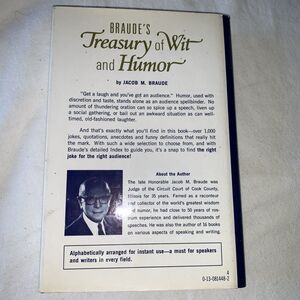 BRAUDE'S
Treasury of Wit
and Humor
by JACOB M. BRAUDE
"Get a laugh and you've got an audience." Humor, used with
discretion and taste, stands alone as an audience spellbinder. No
amount of thundering oration can so spice up a speech, liven up
a social gathering, or bail out an awkward situation as can well-
timed, old-fashioned laughter.
And that's exactly what you'll find in this book—over 1,000
jokes, quotations, anecdotes and funny definitions that really hit
the mark. With such a wide selection to choose from, and with
Braude's detailed Index to guide you, it's a snap to find the right
joke for the right audience!
About the Author
The late Honorable Jacob M. Braude was
Judge of the Circuit Court of Cook County,
Illinois for 35 years. Famed as a raconteur
and collector of the world's greatest wisdom
and humor, he had close to 50 years of ros-
trum experience and delivered thousands of
speeches. He was also the author of 16 books
on various aspects of speaking and writing.
Alphabetically arranged for instant use—a must for speakers
and writers in every field.
4
0-13-081448-2